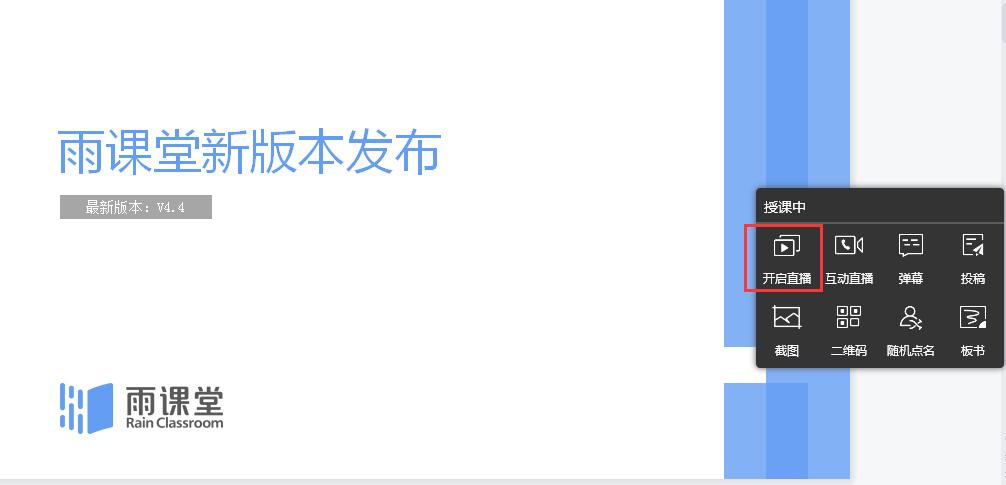 雨课堂新版本发布
最新版本：V4.4
授课中
开启直播 互动直播 弹幕 投稿
截图 二维码 随机点名 板书
雨课堂
Rain Classroom